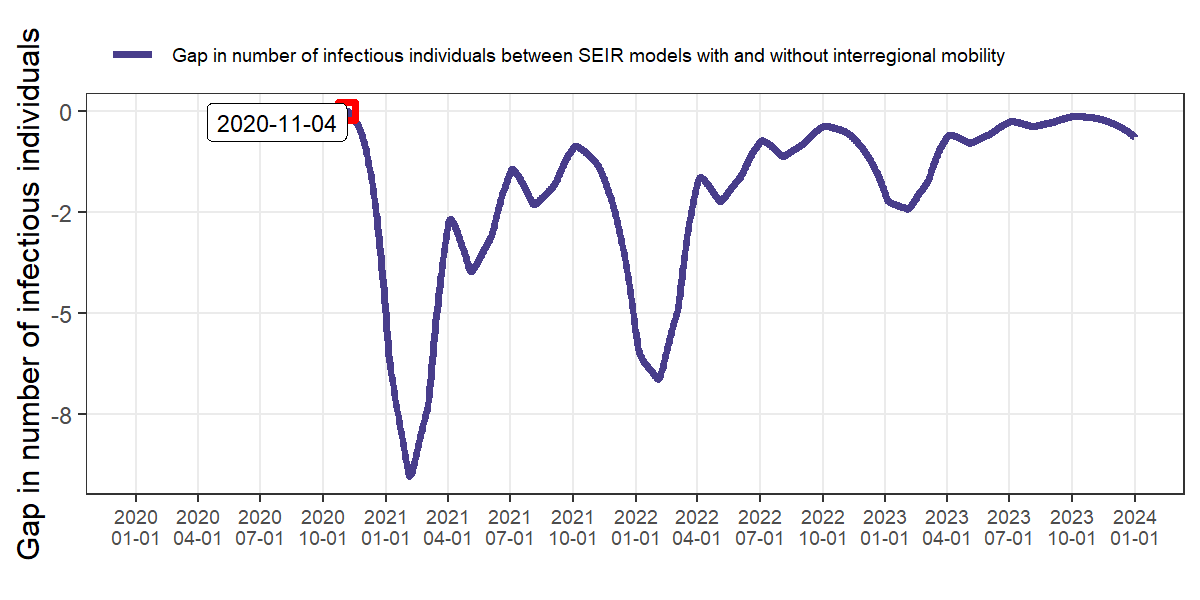 Gap in number of infectious individuals between SEIR models with and without interregional mobility
Gap in number of infectious individuals
0
-2
-5
-8
2020-11-04
2020 2020 2020 2020 2021 2021 2021 2021 2022 2022 2022 2022 2023 2023 2023 2023 2024
01-01 04-01 07-01 10-01 01-01 04-01 07-01 10-01 01-01 04-01 07-01 10-01 01-01 04-01 07-01 10-01 01-01